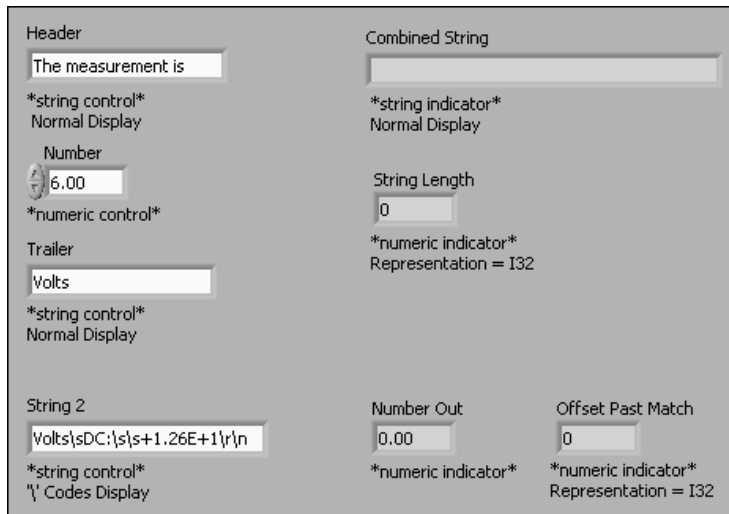 Header
The measurement is
*string control*
Normal Display
Number
6.00
*numeric control*
Trailer
Volts
*string control*
Normal Display
Combined String
*string indicator*
Normal Display
String Length
0
*numeric indicator*
Representation = I32
String 2
Volts\sDC:\s\s+1.26E+1\r\n
*string control*
'\' Codes Display
Number Out
0.00
*numeric indicator*
Offset Past Match
0
*numeric indicator*
Representation = I32